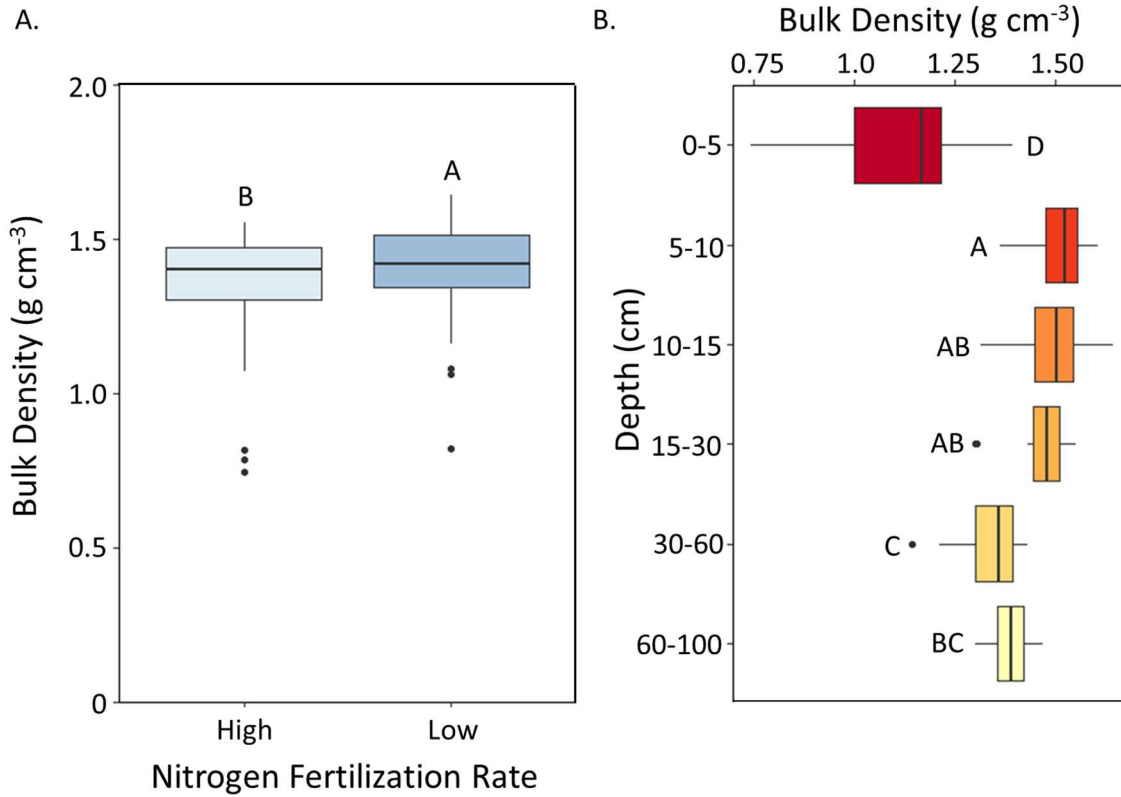 A.
Bulk Density (g cm-3)
2.0
1.5
1.0
0.5
0
B
A
High
Low
Nitrogen Fertilization Rate
B.
Bulk Density (g cm-3)
0.75 1.0 1.25 1.50
Depth (cm)
0-5
D
5-10
A
10-15
AB
15-30
AB
30-60
C
60-100
BC